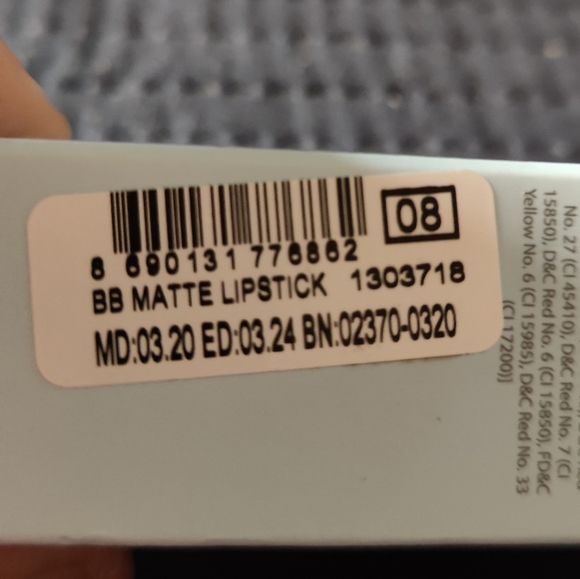 08
8 690131 776862
BB MATTE LIPSTICK 1303718
MD:03.20 ED:03.24 BN:02370-0320
No. 27 (CI 45410), D&C Red No. 7 (CI
15850), D&C Red No. 6 (CI 15850), FD&C
Yellow No. 6 (CI 15985), D&C Red No. 33
(CI 17200)]